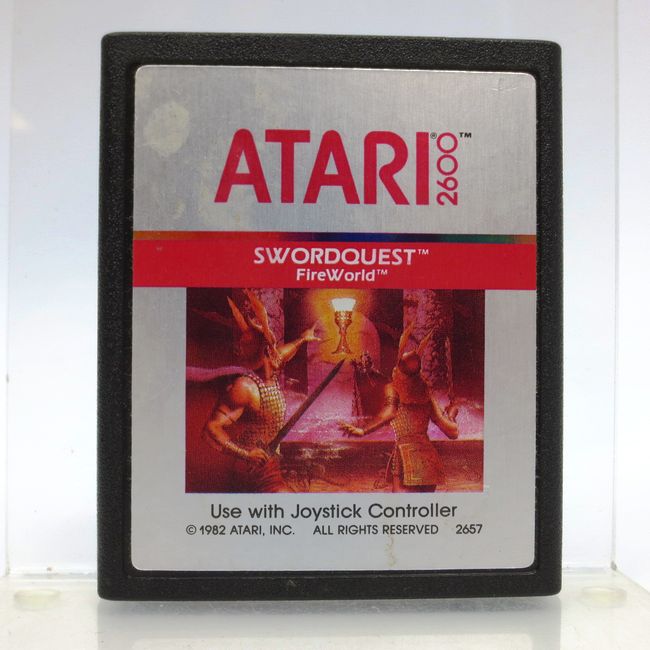 ATARI® 2600™
SWORDQUEST™
FireWorld™
Use with Joystick Controller
© 1982 ATARI, INC. ALL RIGHTS RESERVED 2657